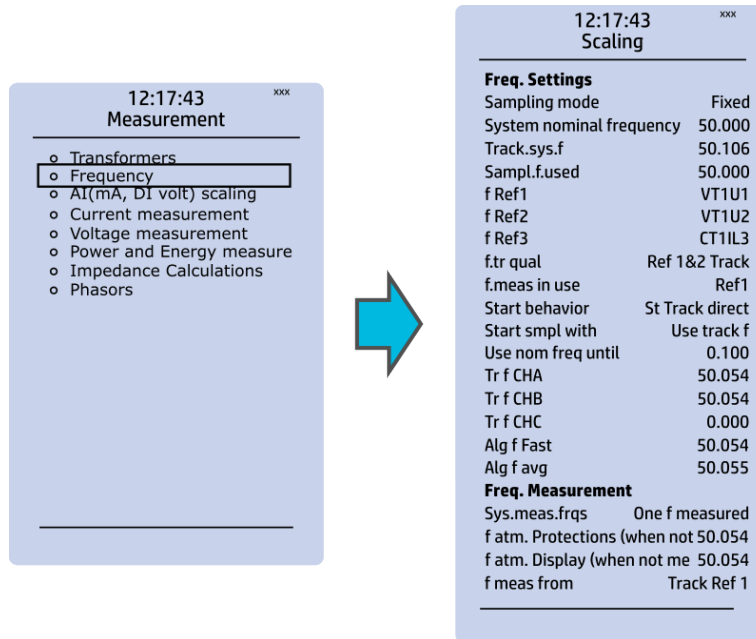 12:17:43 xxx
Measurement
Transformers
Frequency
AI(mA, DI volt) scaling
Current measurement
Voltage measurement
Power and Energy measure
Impedance Calculations
Phasors
12:17:43 xxx
Scaling
Freq. Settings
Sampling mode Fixed
System nominal frequency 50.000
Track.sys.f 50.106
Sampl.f.used 50.000
f Ref1 VT1U1
f Ref2 VT1U2
f Ref3 CT1IL3
f.tr qual Ref 1&2 Track
f.meas in use Ref1
Start behavior St Track direct
Start smpl with Use track f
Use nom freq until 0.100
Tr f CHA 50.054
Tr f CHB 50.054
Tr f CHC 0.000
Alg f Fast 50.054
Alg f avg 50.055
Freq. Measurement
Sys.meas.frqs One f measured
f atm. Protections (when not 50.054
f atm. Display (when not me 50.054
f meas from Track Ref 1